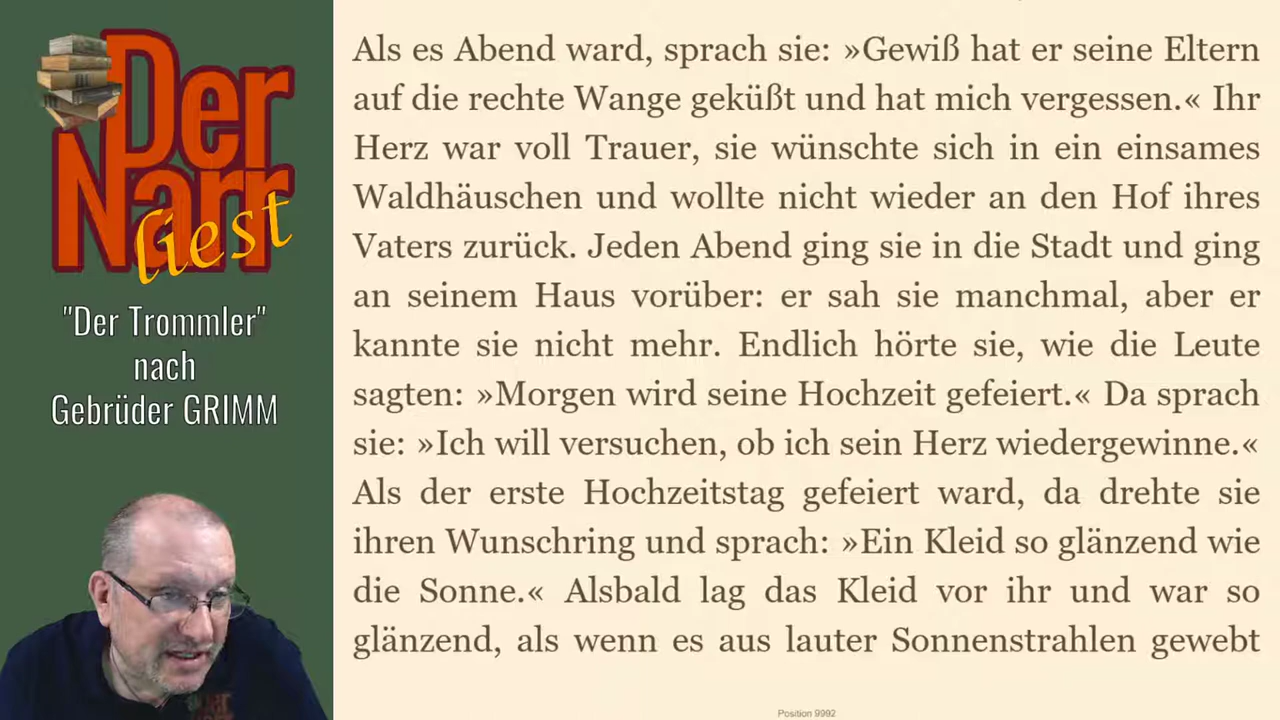 Der
Narr
liest
"Der Trommler"
nach
Gebrüder GRIMM
Als es Abend ward, sprach sie: »Gewiß hat er seine Eltern
auf die rechte Wange geküßt und hat mich vergessen.« Ihr
Herz war voll Trauer, sie wünschte sich in ein einsames
Waldhäuschen und wollte nicht wieder an den Hof ihres
Vaters zurück. Jeden Abend ging sie in die Stadt und ging
an seinem Haus vorüber: er sah sie manchmal, aber er
kannte sie nicht mehr. Endlich hörte sie, wie die Leute
sagten: »Morgen wird seine Hochzeit gefeiert.« Da sprach
sie: »Ich will versuchen, ob ich sein Herz wiedergewinne.«
Als der erste Hochzeitstag gefeiert ward, da drehte sie
ihren Wunschring und sprach: »Ein Kleid so glänzend wie
die Sonne.« Alsbald lag das Kleid vor ihr und war so
glänzend, als wenn es aus lauter Sonnenstrahlen gewebt
Position 9992